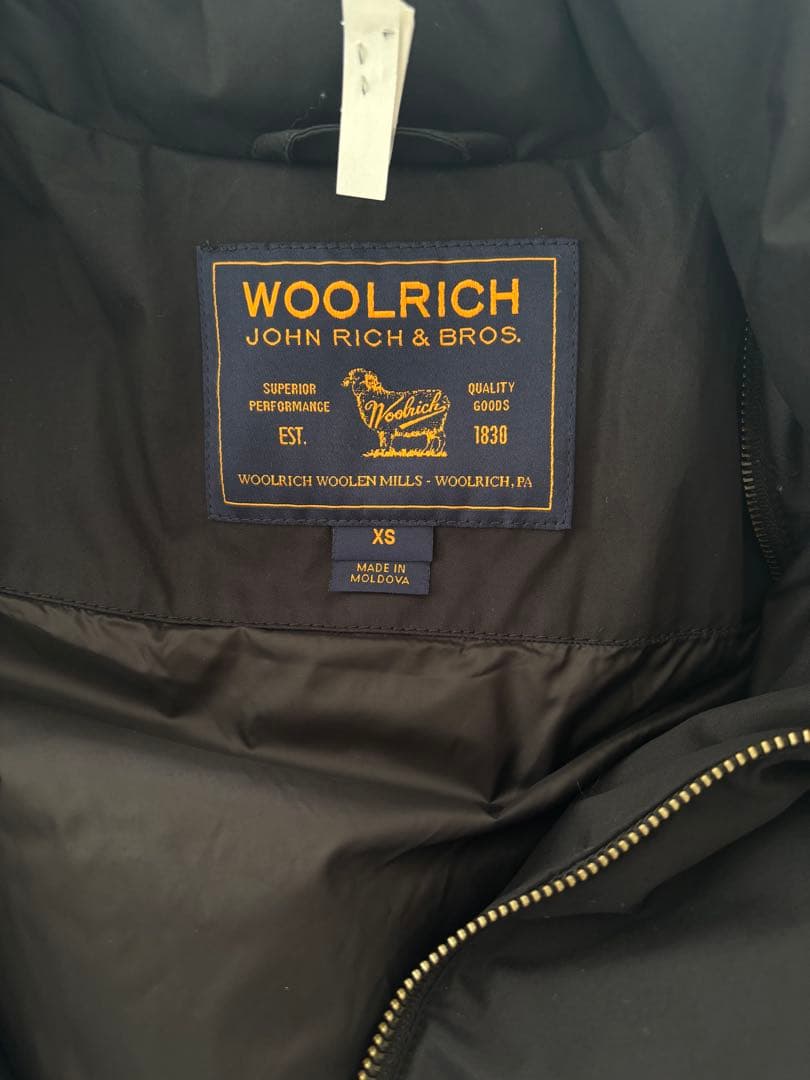 WOOLRICH
JOHN RICH & BROS.
SUPERIOR
PERFORMANCE
EST.
Woolrich
QUALITY
GOODS
1830
WOOLRICH WOOLEN MILLS - WOOLRICH, PA
XS
MADE IN
MOLDOVA